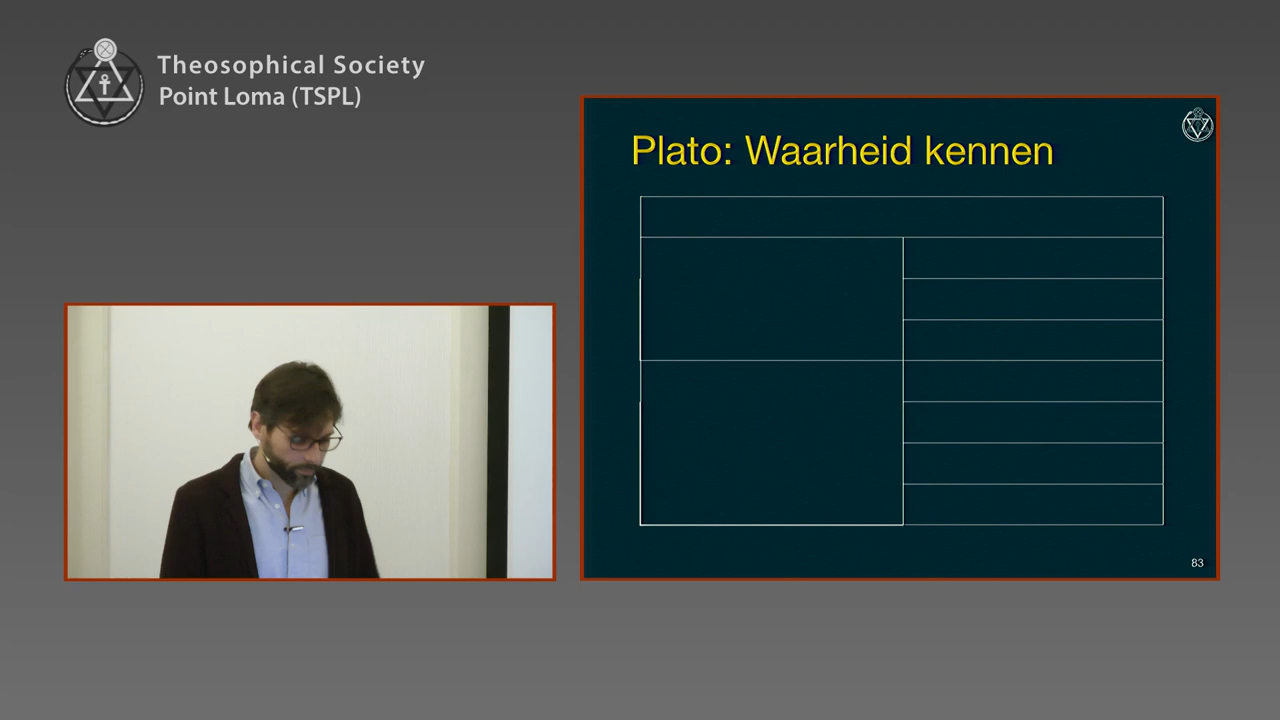 Theosophical Society
Point Loma (TSPL)
Plato: Waarheid kennen
83